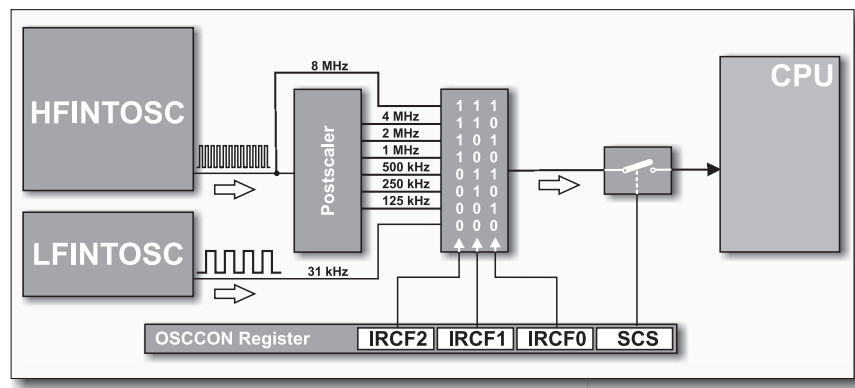 8 MHz
CPU
HFINTOSC
Postscaler
4 MHz
2 MHz
1 MHz
500 kHz
250 kHz
125 kHz
1 1 1
1 1 0
1 0 1
1 0 0
0 1 1
0 1 0
0 0 1
0 0 0
LFINTOSC
31 kHz
OSCCON Register IRCF2 IRCF1 IRCF0 SCS